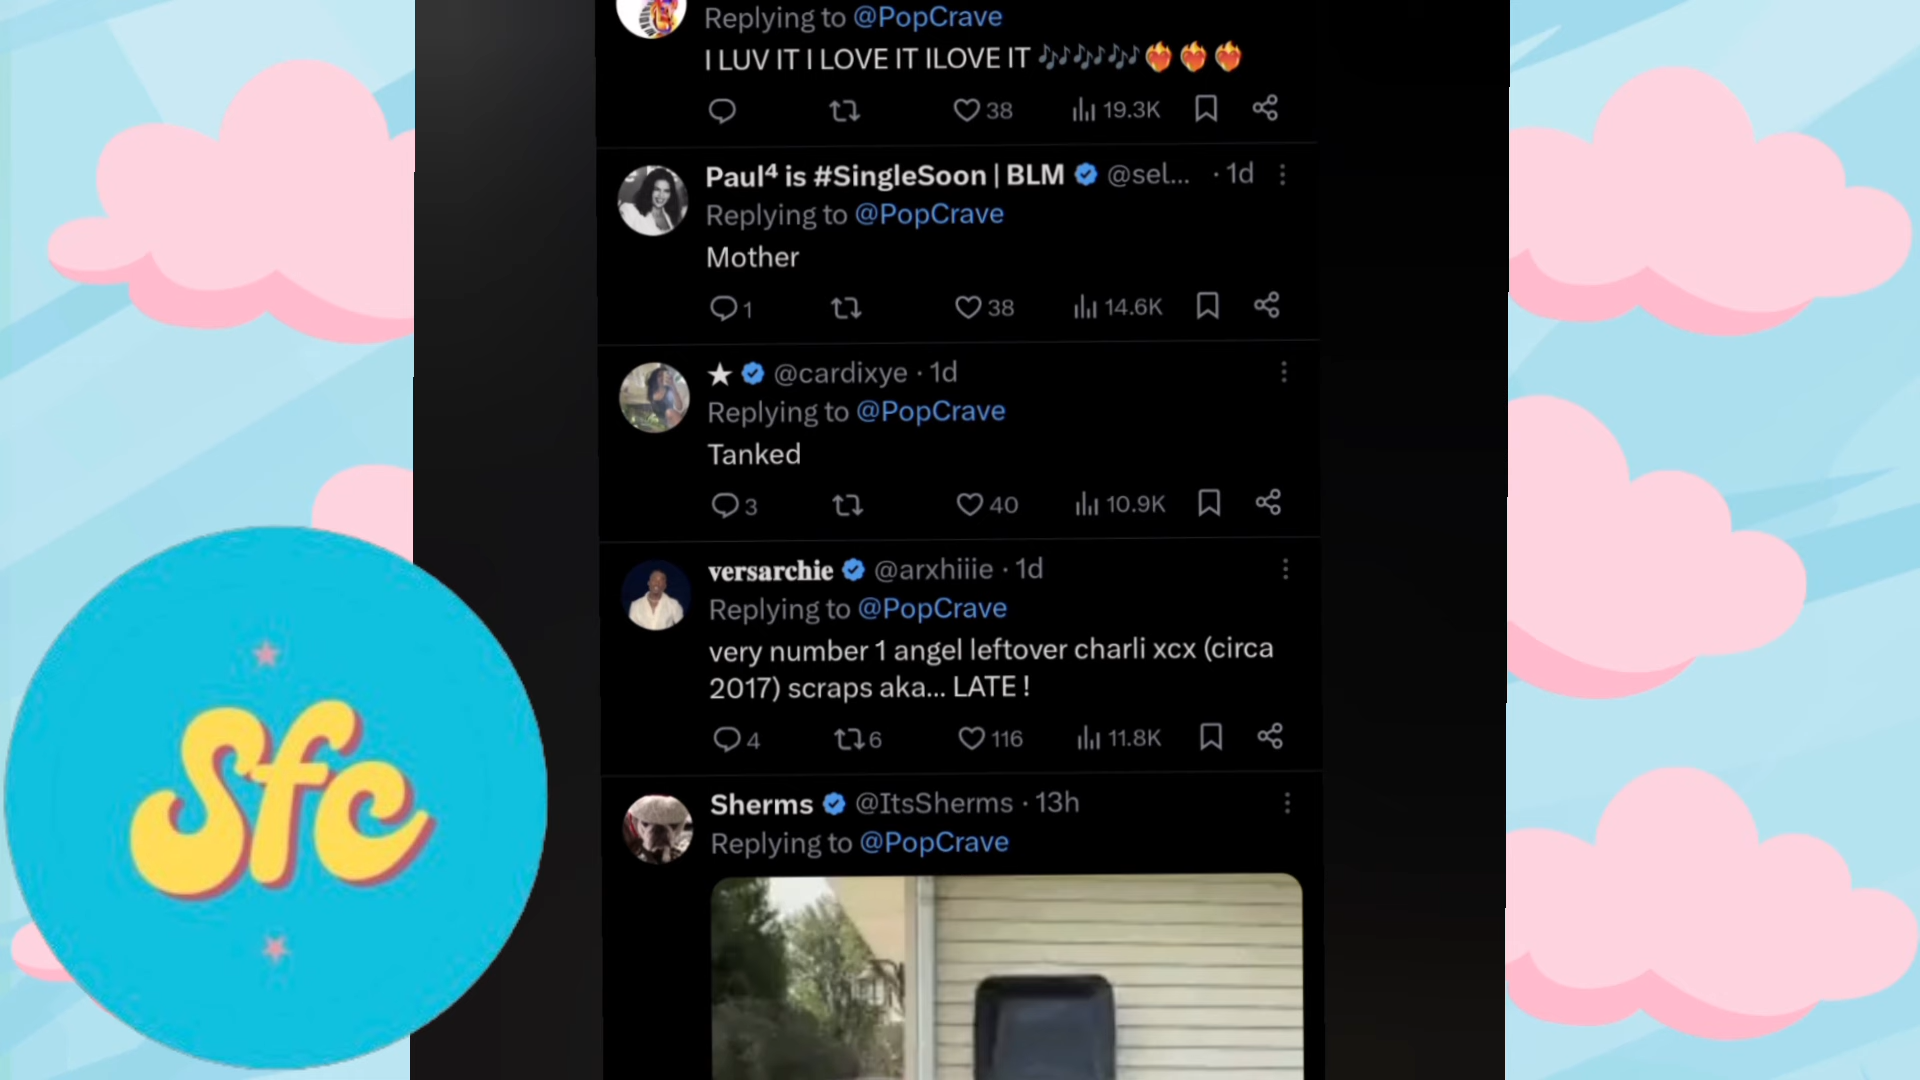 Replying to @PopCrave
I LUV IT I LOVE IT ILOVE IT 🎶🎶🎶❤️‍🔥❤️‍🔥❤️‍🔥
38 19.3K
Paul⁴ is #SingleSoon | BLM @sel... · 1d
Replying to @PopCrave
Mother
1 38 14.6K
★ @cardixye · 1d
Replying to @PopCrave
Tanked
3 40 10.9K
versarchie @arxhiiie · 1d
Replying to @PopCrave
very number 1 angel leftover charli xcx (circa
2017) scraps aka... LATE !
4 6 116 11.8K
Sherms @ItsSherms · 13h
Replying to @PopCrave
Sfc